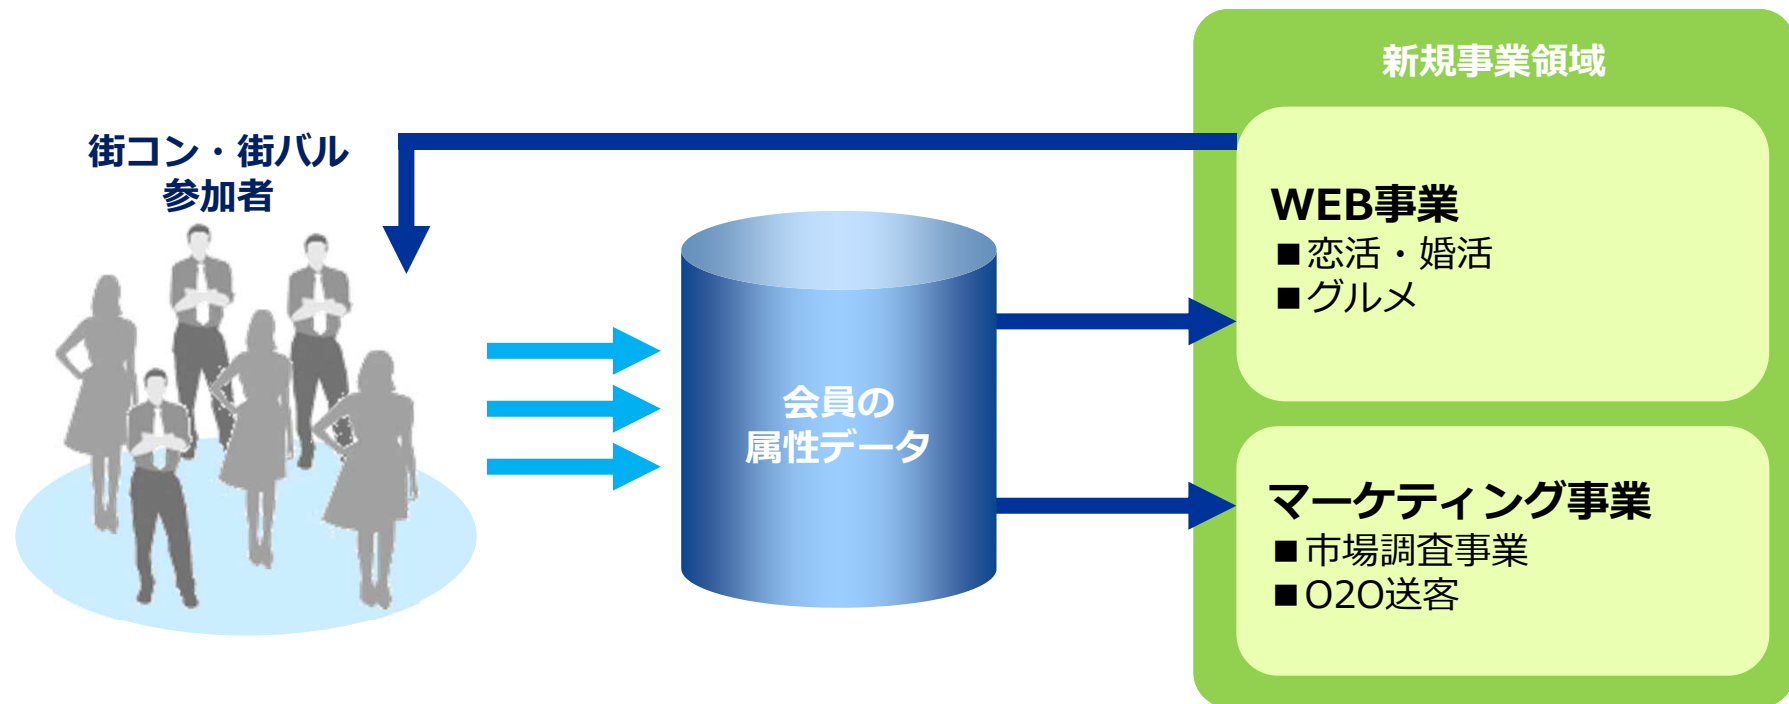 新規事業領域
街コン・街バル
参加者
WEB事業
■恋活・婚活
■グルメ
会員の
属性データ
マーケティング事業
■市場調査事業
■O2O送客